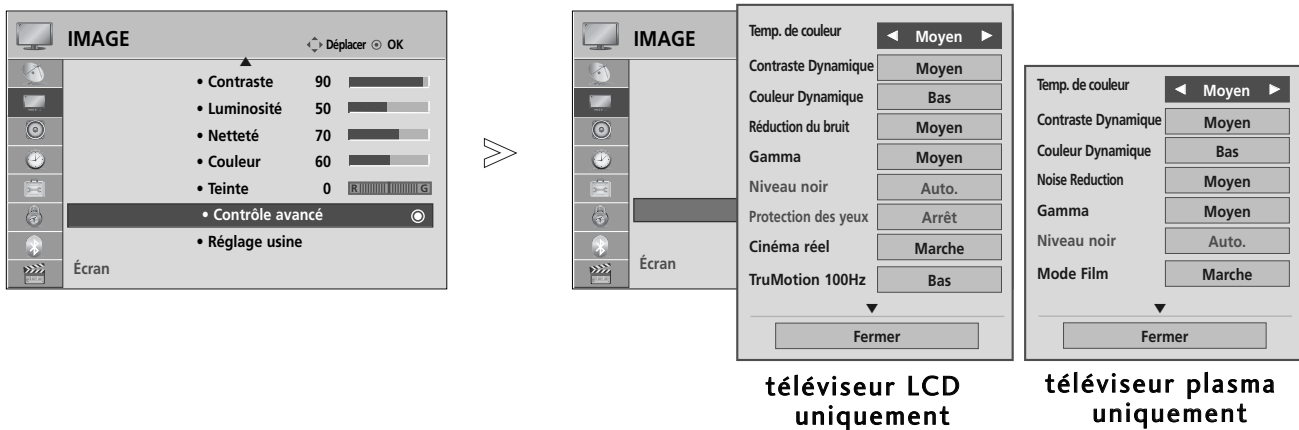 IMAGE
Déplacer OK
• Contraste 90
• Luminosité 50
• Netteté 70
• Couleur 60
• Teinte 0 R G
• Contrôle avancé
• Réglage usine
Écran
IMAGE
Écran
Temp. de couleur Moyen
Contraste Dynamique Moyen
Couleur Dynamique Bas
Réduction du bruit Moyen
Gamma Moyen
Niveau noir Auto.
Protection des yeux Arrêt
Cinéma réel Marche
TruMotion 100Hz Bas
Fermer
téléviseur LCD
uniquement
Temp. de couleur Moyen
Contraste Dynamique Moyen
Couleur Dynamique Bas
Noise Reduction Moyen
Gamma Moyen
Niveau noir Auto.
Mode Film Marche
Fermer
téléviseur plasma
uniquement